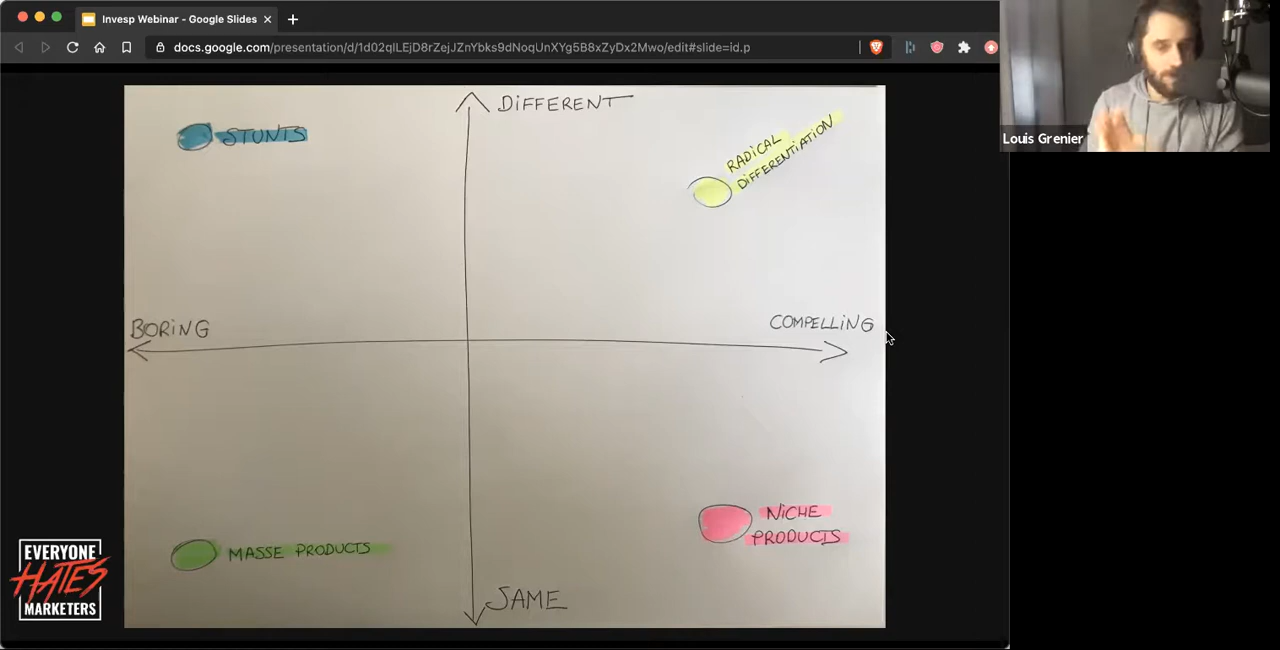 Invesp Webinar - Google Slides
docs.google.com/presentation/d/1d02qILEjD8rZejJZnYbks9dNoqUnXYg5B8xZyDx2Mwo/edit#slide=id.p
Louis Grenier
DIFFERENT
STUNTS
RADICAL
DIFFERENTIATION
BORING
COMPELLING
NICHE
PRODUCTS
MASSE PRODUCTS
SAME
EVERYONE
HATES
MARKETERS